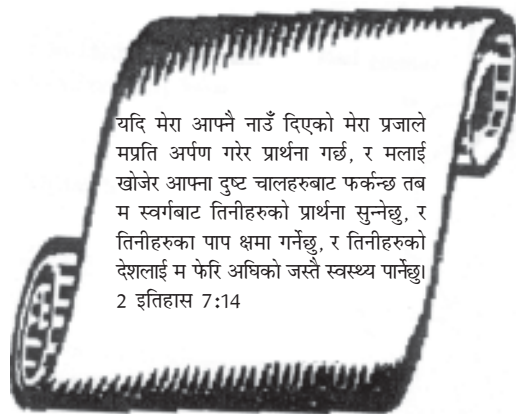 यदि मेरा आफ्नै नाउँ दिएको मेरा प्रजाले
मप्रति अर्पण गरेर प्रार्थना गर्छ, र मलाई
खोजेर आफ्ना दुष्ट चालहरुबाट फर्कन्छ तब
म स्वर्गबाट तिनीहरुको प्रार्थना सुन्नेछु, र
तिनीहरुका पाप क्षमा गर्नेछु, र तिनीहरुको
देशलाई म फेरि अघिको जस्तै स्वस्थ्य पार्नेछु।
2 इतिहास 7:14